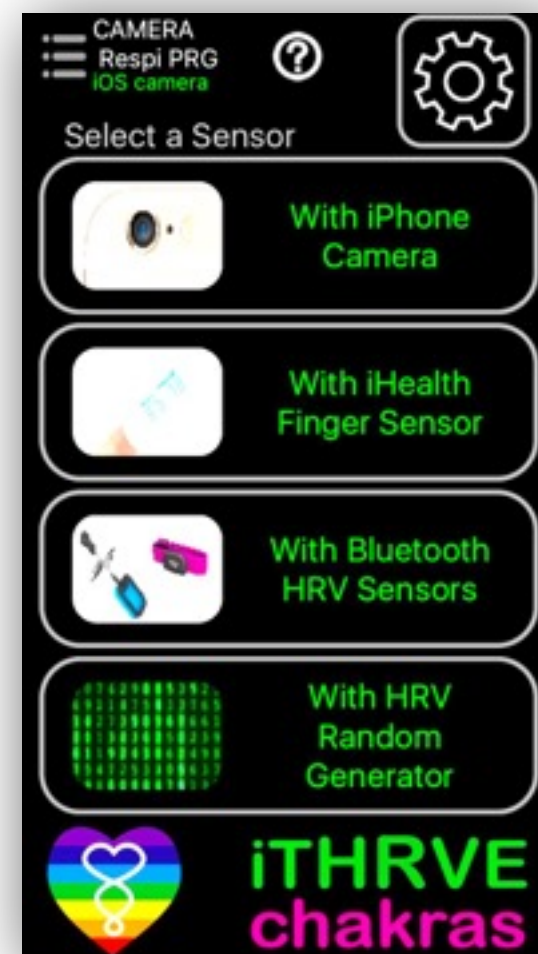 CAMERA
Respi PRG
iOS camera
Select a Sensor
With iPhone
Camera
With iHealth
Finger Sensor
With Bluetooth
HRV Sensors
With HRV
Random
Generator
iTHRVE
chakras